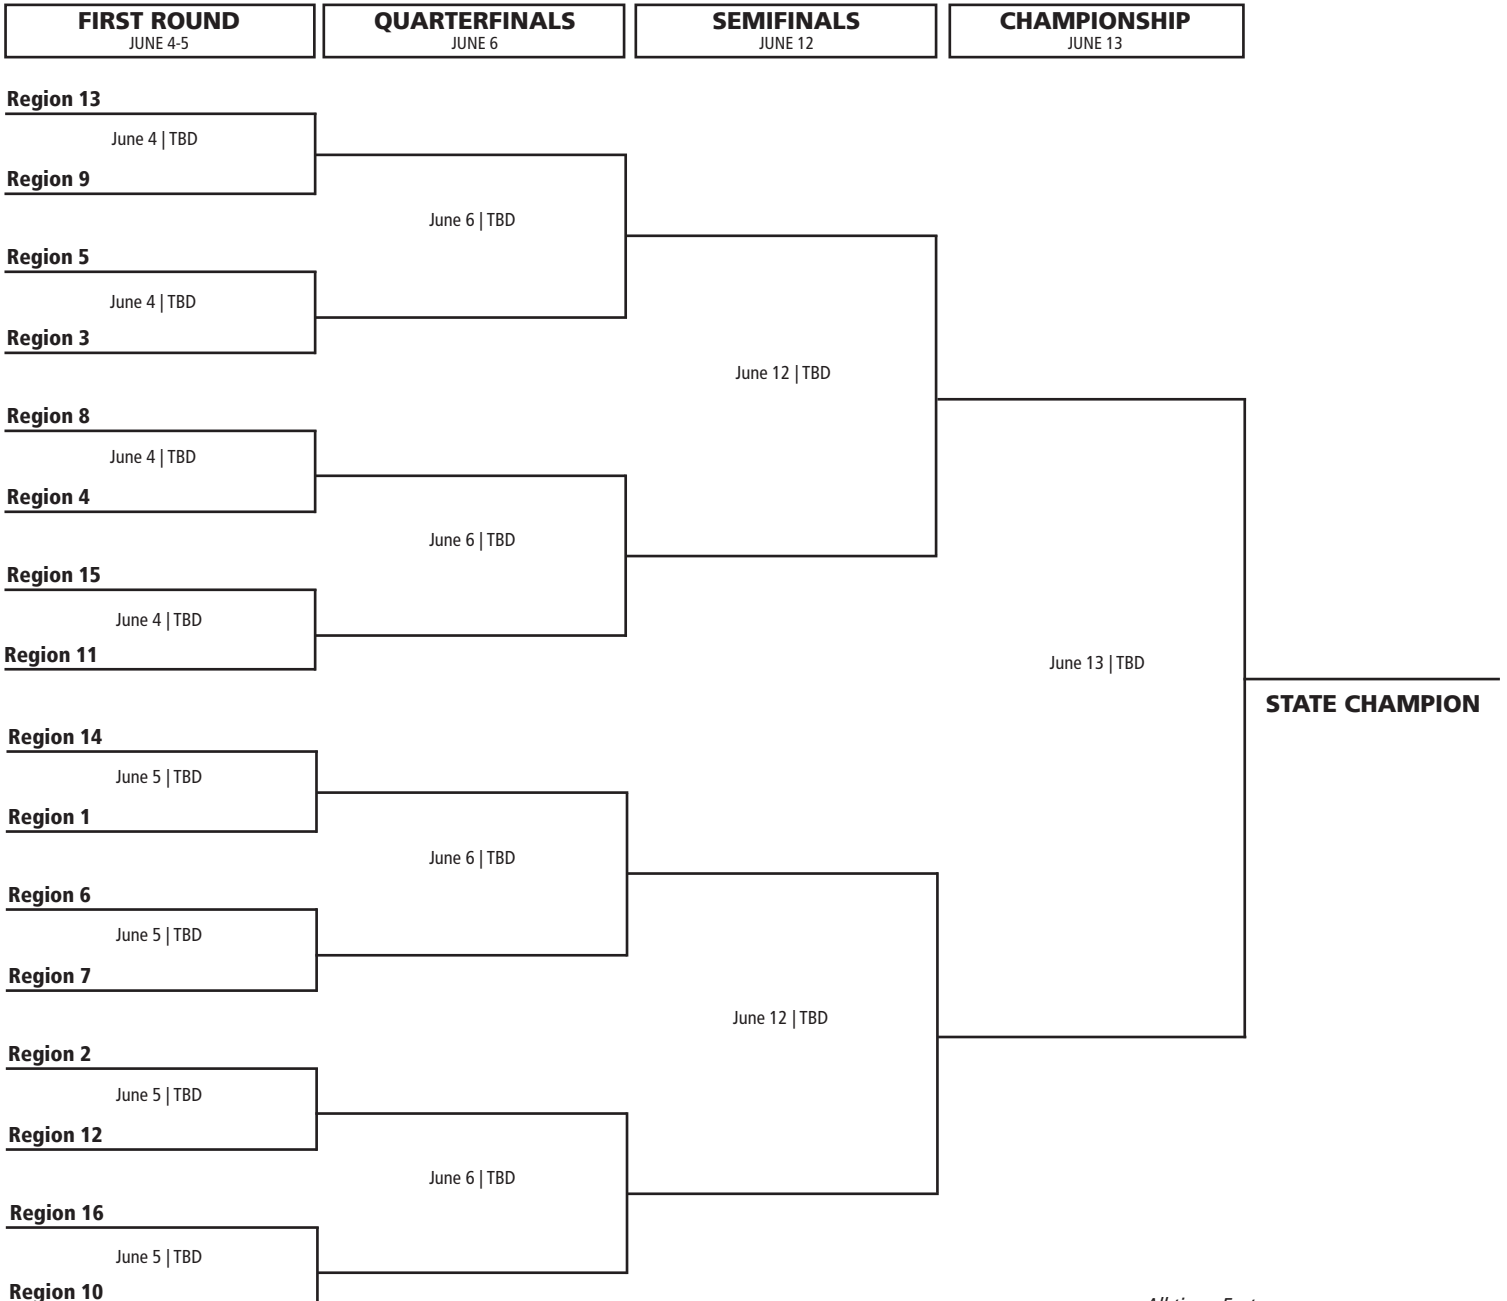 FIRST ROUND
JUNE 4-5
QUARTERFINALS
JUNE 6
SEMIFINALS
JUNE 12
CHAMPIONSHIP
JUNE 13
Region 13
June 4 | TBD
Region 9
June 6 | TBD
Region 5
June 4 | TBD
Region 3
June 12 | TBD
Region 8
June 4 | TBD
Region 4
June 6 | TBD
Region 15
June 4 | TBD
Region 11
June 13 | TBD
STATE CHAMPION
Region 14
June 5 | TBD
Region 1
June 6 | TBD
Region 6
June 5 | TBD
Region 7
June 12 | TBD
Region 2
June 5 | TBD
Region 12
June 6 | TBD
Region 16
June 5 | TBD
Region 10